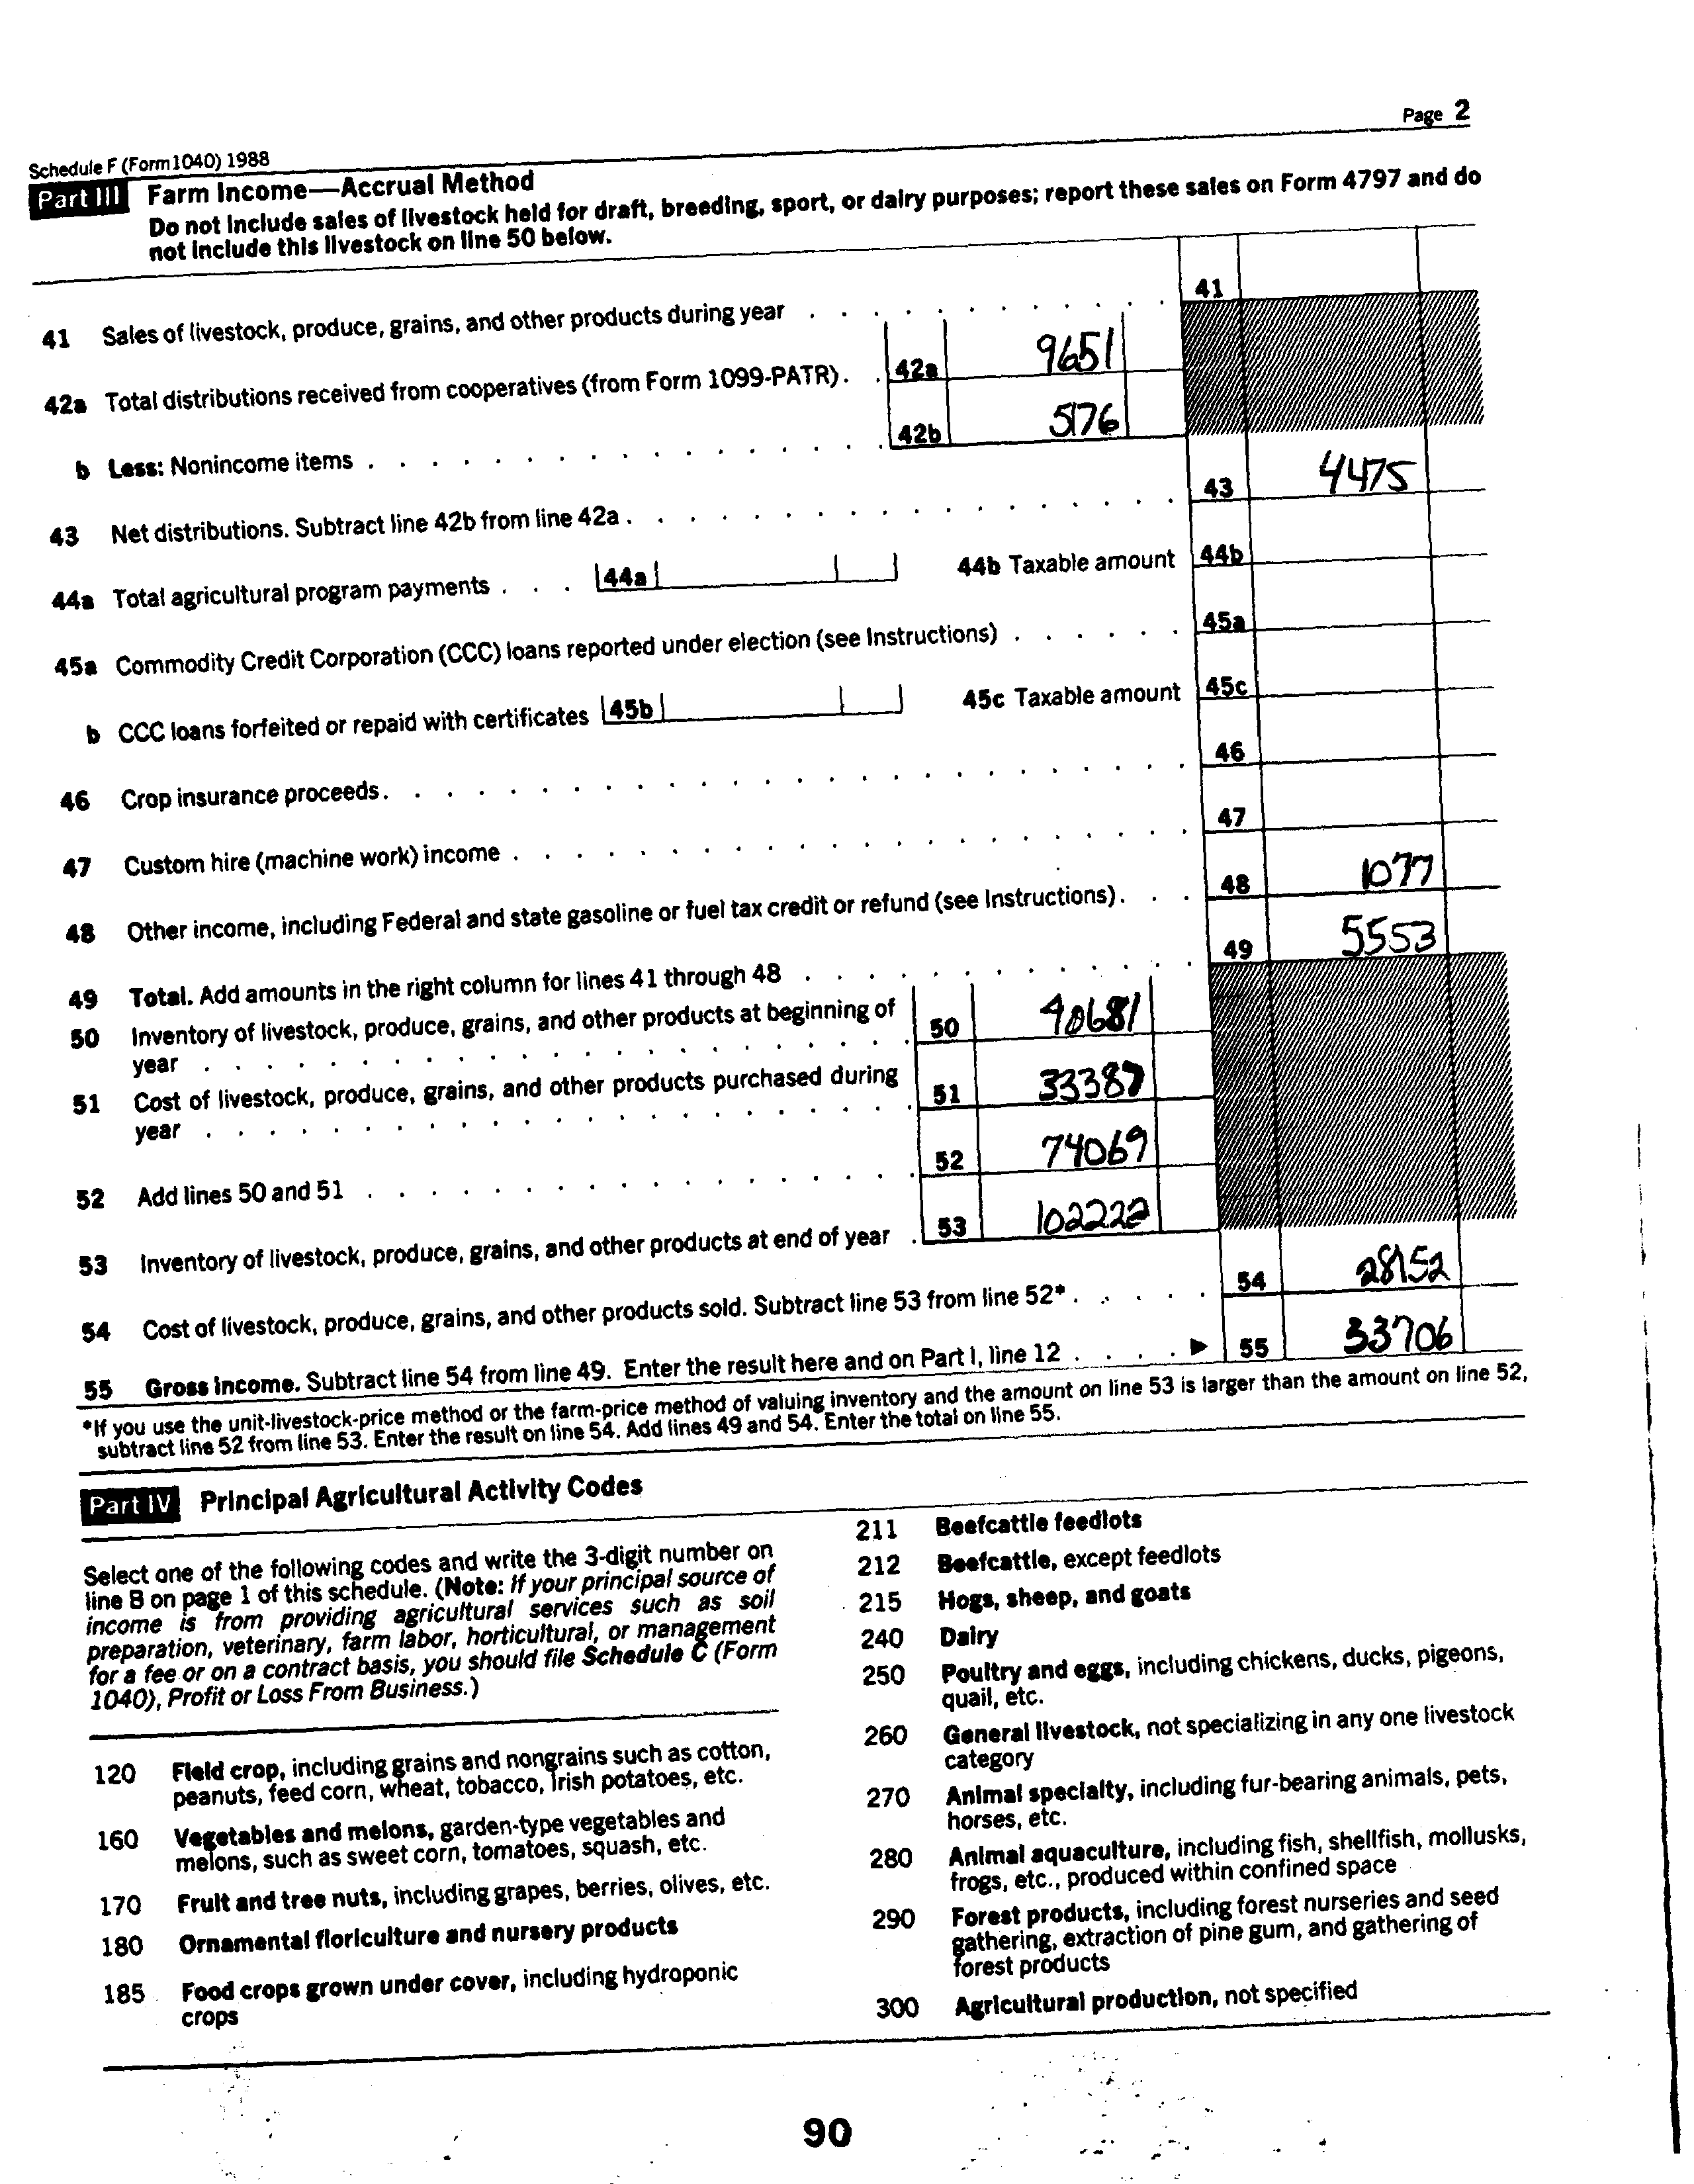 Page 2
Schedule F (Form 1040) 1988
Part III Farm Income—Accrual Method
Do not include sales of livestock held for draft, breeding, sport, or dairy purposes; report these sales on Form 4797 and do
not include this livestock on line 50 below.
41 Sales of livestock, produce, grains, and other products during year . . . . . . . . . . . . 41
42a Total distributions received from cooperatives (from Form 1099-PATR) . . 42a 9651
b Less: Nonincome items . . . . . . . . . . . . . . . . . 42b 5176
43 Net distributions. Subtract line 42b from line 42a . . . . . . . . . . . . . . . . . . 43 4475
44a Total agricultural program payments . . . 44a 44b Taxable amount 44b
45a Commodity Credit Corporation (CCC) loans reported under election (see Instructions) . . . . . . 45a
b CCC loans forfeited or repaid with certificates 45b 45c Taxable amount 45c
46 Crop insurance proceeds . . . . . . . . . . . . . . . . . . . . . . . . . . 46
47 Custom hire (machine work) income . . . . . . . . . . . . . . . . . . . . . . 47
48 Other income, including Federal and state gasoline or fuel tax credit or refund (see Instructions) . . . 48 1077
49 Total. Add amounts in the right column for lines 41 through 48 . . . . . . . . . . . . . 49 5553
50 Inventory of livestock, produce, grains, and other products at beginning of
year . . . . . . . . . . . . . . . . . . . . . . . 50 40681
51 Cost of livestock, produce, grains, and other products purchased during
year . . . . . . . . . . . . . . . . . . . . . . . 51 33387
52 Add lines 50 and 51 . . . . . . . . . . . . . . . . . . 52 74069
53 Inventory of livestock, produce, grains, and other products at end of year . 53 102222
54 Cost of livestock, produce, grains, and other products sold. Subtract line 53 from line 52* . . . . . 54 28152
55 Gross income. Subtract line 54 from line 49. Enter the result here and on Part I, line 12 . . . . ▶ 55 33706
*If you use the unit-livestock-price method or the farm-price method of valuing inventory and the amount on line 53 is larger than the amount on line 52,
subtract line 52 from line 53. Enter the result on line 54. Add lines 49 and 54. Enter the total on line 55.
Part IV Principal Agricultural Activity Codes
Select one of the following codes and write the 3-digit number on
line B on page 1 of this schedule. (Note: If your principal source of
income is from providing agricultural services such as soil
preparation, veterinary, farm labor, horticultural, or management
for a fee or on a contract basis, you should file Schedule C (Form
1040), Profit or Loss From Business.)
120 Field crop, including grains and nongrains such as cotton,
peanuts, feed corn, wheat, tobacco, Irish potatoes, etc.
160 Vegetables and melons, garden-type vegetables and
melons, such as sweet corn, tomatoes, squash, etc.
170 Fruit and tree nuts, including grapes, berries, olives, etc.
180 Ornamental floriculture and nursery products
185 Food crops grown under cover, including hydroponic
crops
211 Beefcattle feedlots
212 Beefcattle, except feedlots
215 Hogs, sheep, and goats
240 Dairy
250 Poultry and eggs, including chickens, ducks, pigeons,
quail, etc.
260 General livestock, not specializing in any one livestock
category
270 Animal specialty, including fur-bearing animals, pets,
horses, etc.
280 Animal aquaculture, including fish, shellfish, mollusks,
frogs, etc., produced within confined space
290 Forest products, including forest nurseries and seed
gathering, extraction of pine gum, and gathering of
forest products
300 Agricultural production, not specified
90